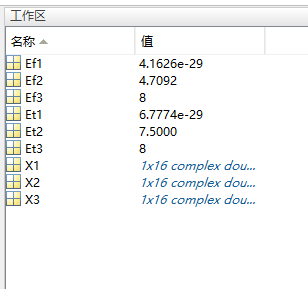 工作区
名称 值
Ef1 4.1626e-29
Ef2 4.7092
Ef3 8
Et1 6.7774e-29
Et2 7.5000
Et3 8
X1 1x16 complex dou...
X2 1x16 complex dou...
X3 1x16 complex dou...